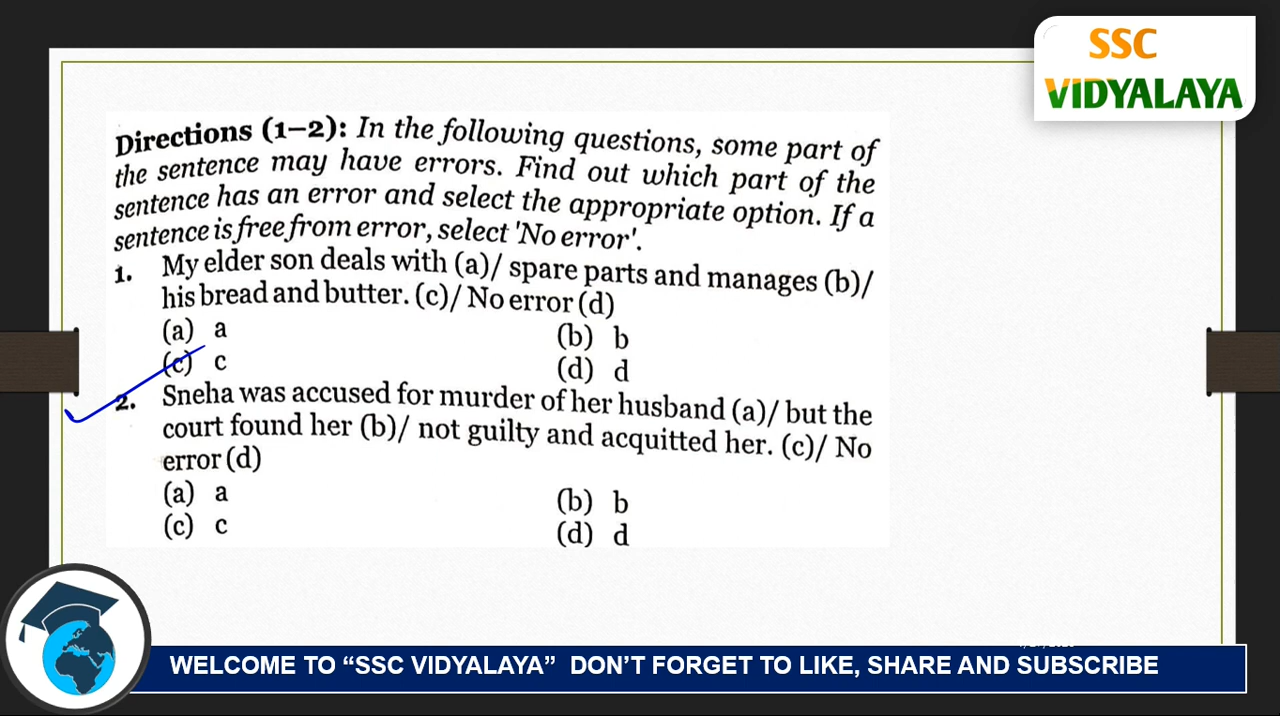 SSC
VIDYALAYA
Directions (1–2): In the following questions, some part of
the sentence may have errors. Find out which part of the
sentence has an error and select the appropriate option. If a
sentence is free from error, select 'No error'.
1. My elder son deals with (a)/ spare parts and manages (b)/
his bread and butter. (c)/ No error (d)
(a) a (b) b
(c) c (d) d
2. Sneha was accused for murder of her husband (a)/ but the
court found her (b)/ not guilty and acquitted her. (c)/ No
error (d)
(a) a (b) b
(c) c (d) d
WELCOME TO “SSC VIDYALAYA” DON’T FORGET TO LIKE, SHARE AND SUBSCRIBE